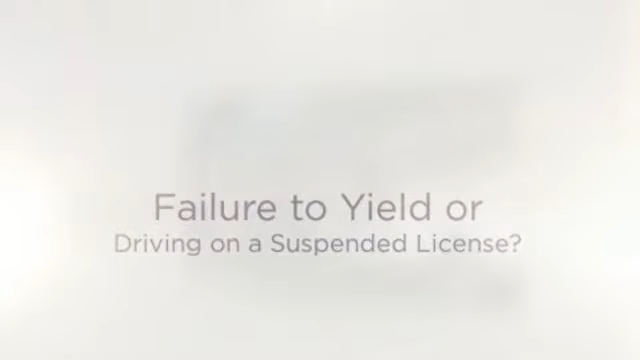 Failure to Yield or
Driving on a Suspended License?